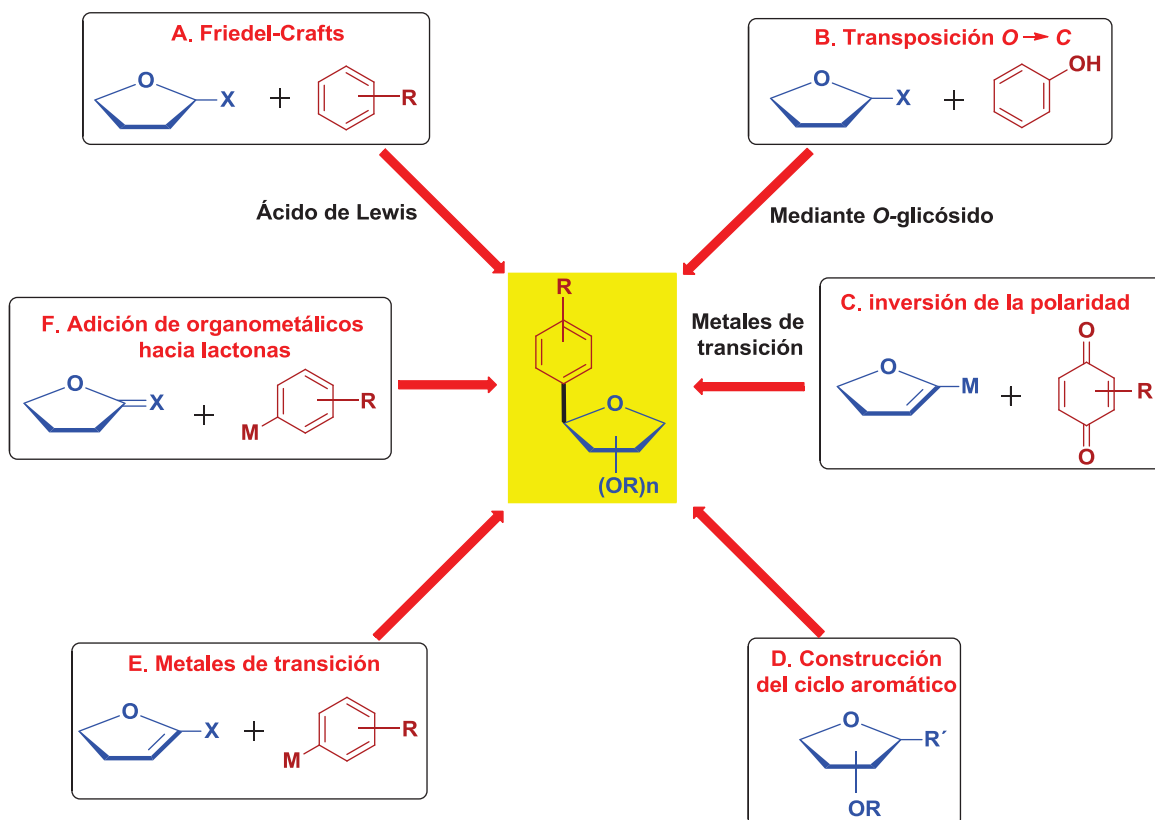 A. Friedel-Crafts
O
X
+
R
B. Transposición O → C
O
X
+
OH
Ácido de Lewis
Mediante O-glicósido
F. Adición de organometálicos
hacia lactonas
O
X
+
M
R
R
O
(OR)n
Metales de
transición
C. inversión de la polaridad
O
M
+
O
R
O
E. Metales de transición
O
X
+
M
R
D. Construcción
del ciclo aromático
O
R´
OR